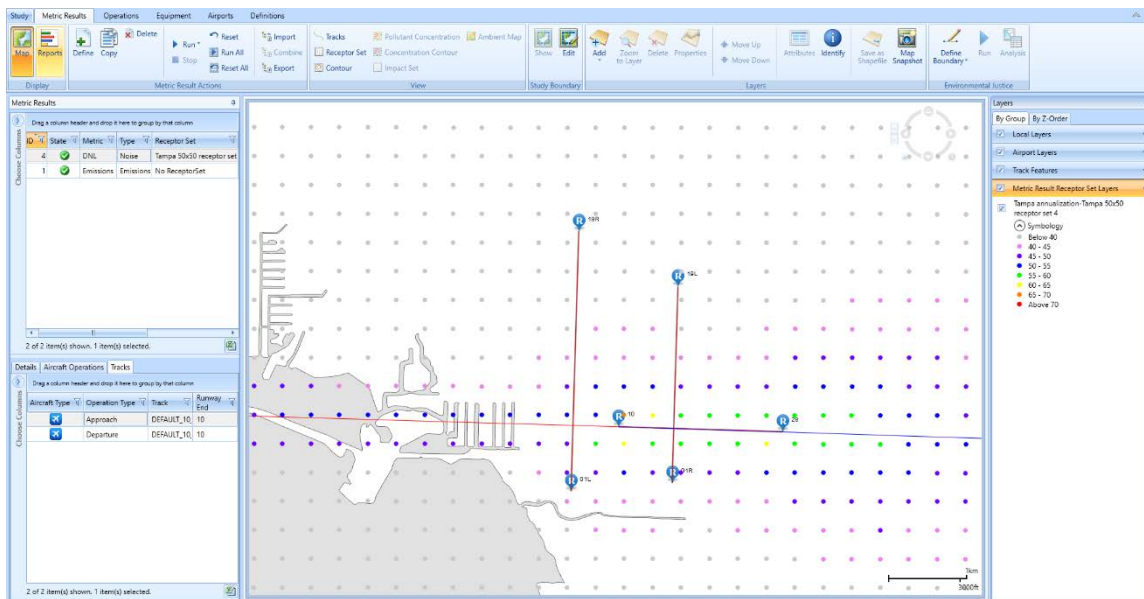 Study Metric Results Operations Equipment Airports Definitions
Map Reports Define Copy Delete Run Stop Reset Run All Reset All Import Combine Export Tracks Receptor Set Contour Pollutant Concentration Concentration Contour Impact Set Ambient Map Show Edit Add Zoom to Layer Delete Properties Move Up Move Down Attributes Identify Save as Shapefile Map Snapshot Define Boundary Run Analysis
Display Metric Result Actions View Study Boundary Layers Environmental Justice
Metric Results
Drag a column header and drop it here to group by that column
Choose Columns
ID State Metric Type Receptor Set
4 DNL Noise Tampa 50x50 receptor set
1 Emissions Emissions No ReceptorSet
2 of 2 item(s) shown. 1 item(s) selected.
Details Aircraft Operations Tracks
Drag a column header and drop it here to group by that column
Choose Columns
Aircraft Type Operation Type Track Runway End
Approach DEFAULT_10_ 10
Departure DEFAULT_10_ 10
2 of 2 item(s) shown. 1 item(s) selected.
R 19R
R 19L
R 10
R 28
R 01L
R 01R
1km
3000ft
Layers
By Group By Z-Order
Local Layers
Airport Layers
Track Features
Metric Result Receptor Set Layers
Tampa annualization-Tampa 50x50
receptor set 4
Symbology
Below 40
40 - 45
45 - 50
50 - 55
55 - 60
60 - 65
65 - 70
Above 70